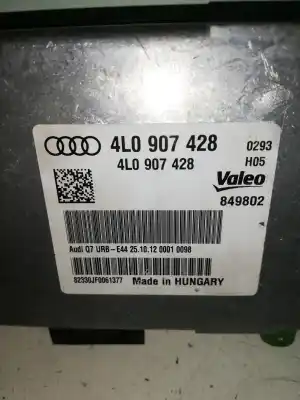 4L0 907 428 0293
4L0 907 428 H05
Valeo
849802
Audi Q7 URB-E44 25.10.12 0001 0098
82330JF0061377 Made in HUNGARY